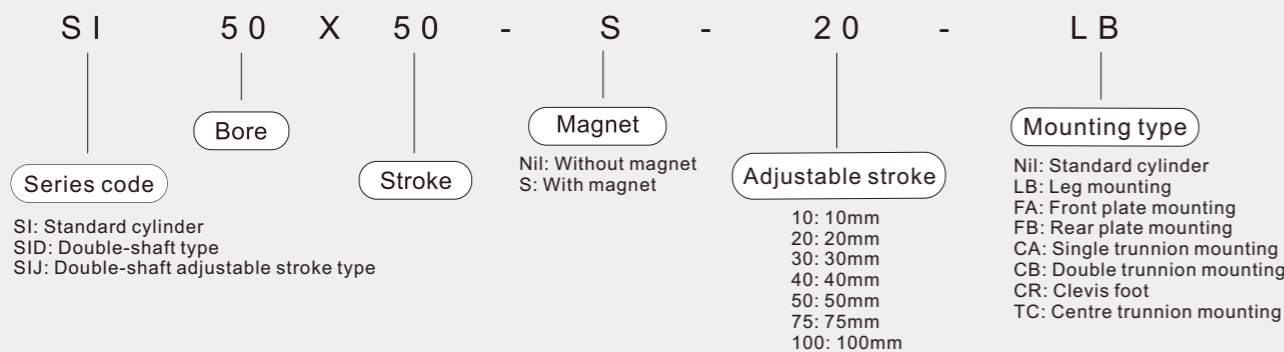 SI 50 X 50 - S - 20 - LB
Series code
SI: Standard cylinder
SID: Double-shaft type
SIJ: Double-shaft adjustable stroke type
Bore
Stroke
Magnet
Nil: Without magnet
S: With magnet
Adjustable stroke
10: 10mm
20: 20mm
30: 30mm
40: 40mm
50: 50mm
75: 75mm
100: 100mm
Mounting type
Nil: Standard cylinder
LB: Leg mounting
FA: Front plate mounting
FB: Rear plate mounting
CA: Single trunnion mounting
CB: Double trunnion mounting
CR: Clevis foot
TC: Centre trunnion mounting